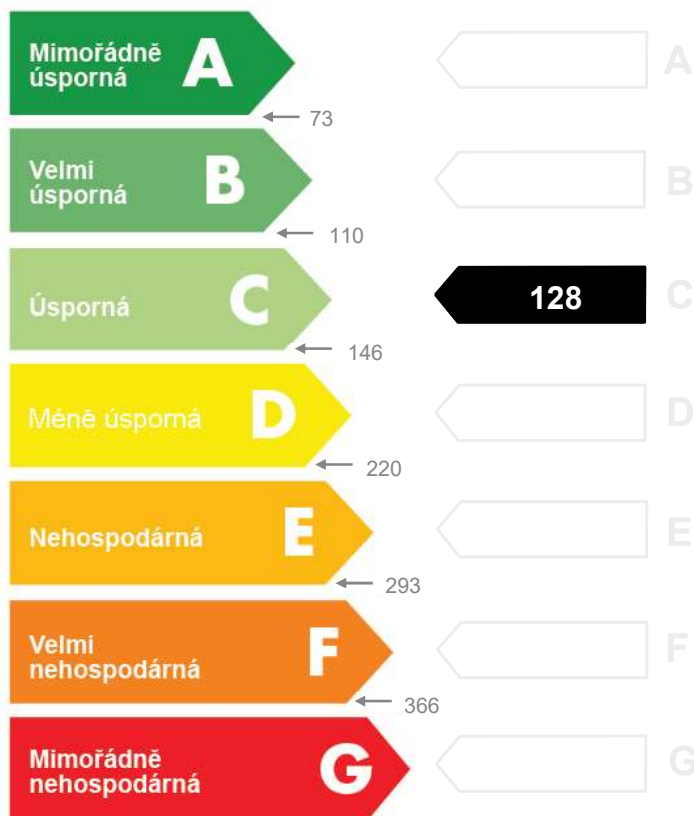 Mimořádně
úsporná
A
A
73
Velmi
úsporná
B
B
110
Úsporná
C
128
C
146
Méně úsporná
D
D
220
Nehospodárná
E
E
293
Velmi
nehospodárná
F
F
366
Mimořádně
nehospodárná
G
G